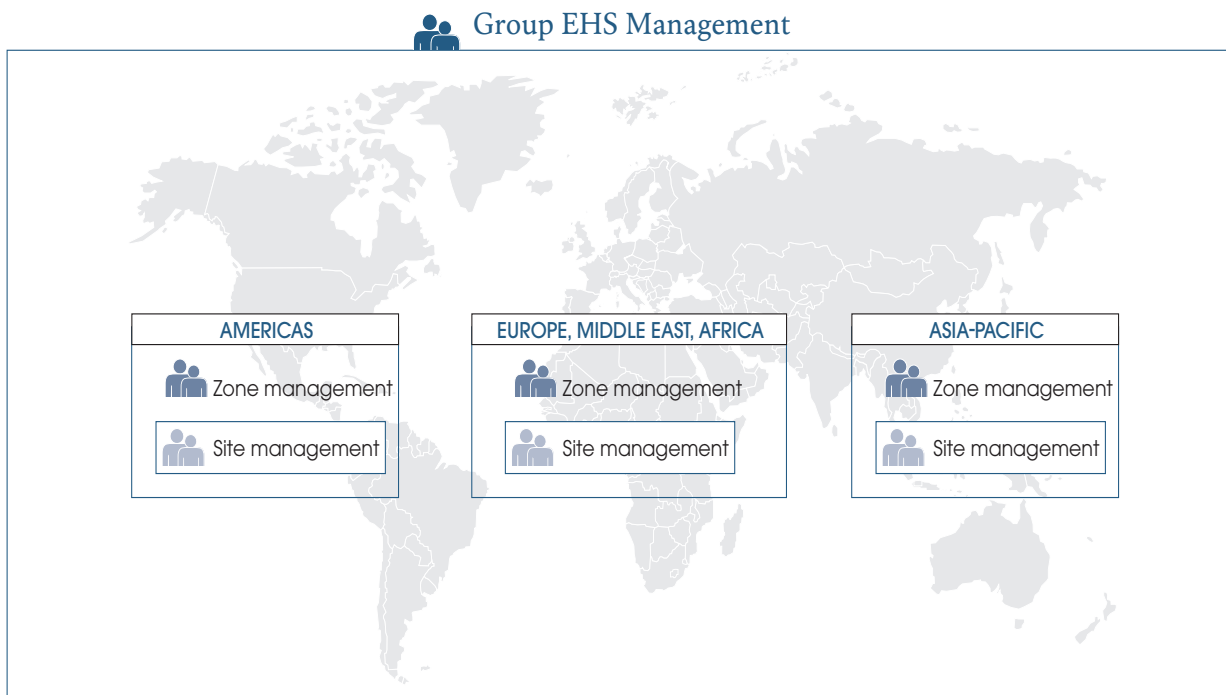 Group EHS Management
AMERICAS
Zone management
Site management
EUROPE, MIDDLE EAST, AFRICA
Zone management
Site management
ASIA-PACIFIC
Zone management
Site management